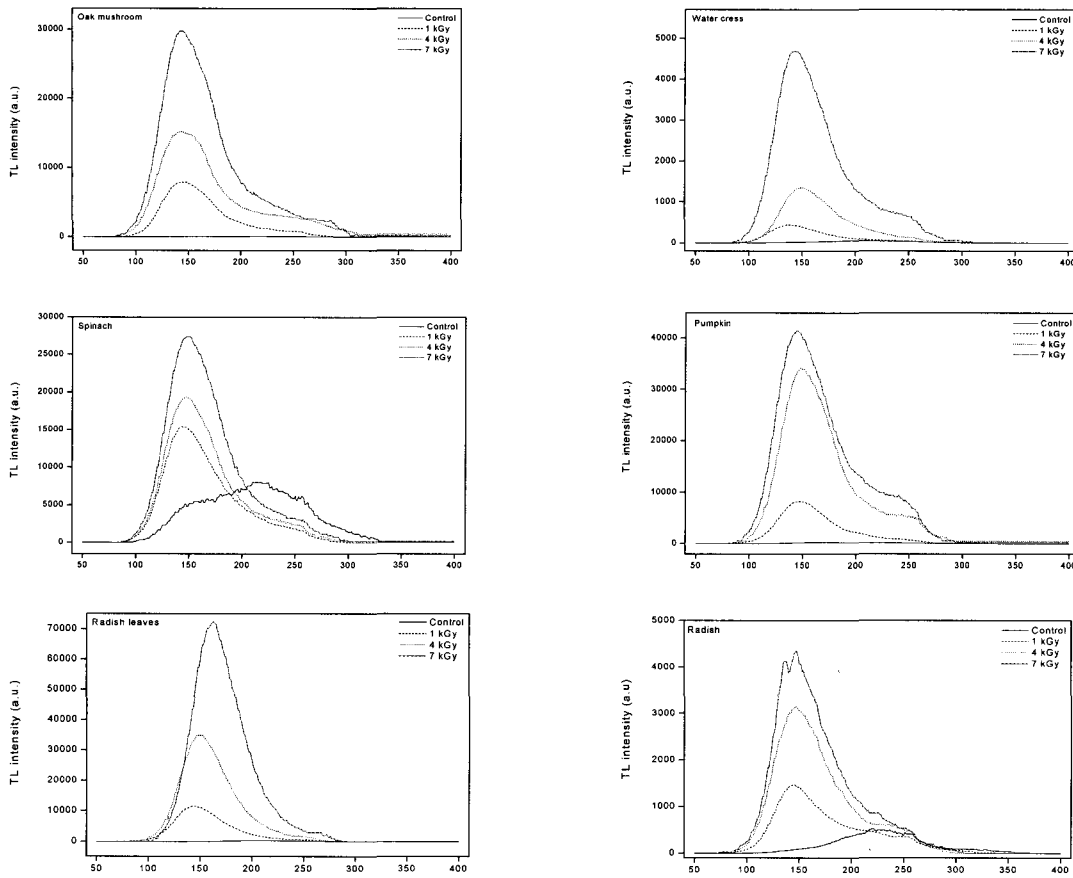 Oak mushroom
Control
1 kGy
4 kGy
7 kGy
TL intensity (a.u.)
30000
20000
10000
0
50 100 150 200 250 300 350 400
Water cress
Control
1 kGy
4 kGy
7 kGy
TL intensity (a.u.)
5000
4000
3000
2000
1000
0
50 100 150 200 250 300 350 400
Spinach
Control
1 kGy
4 kGy
7 kGy
TL intensity (a.u.)
30000
25000
20000
15000
10000
5000
0
50 100 150 200 250 300 350 400
Pumpkin
Control
1 kGy
4 kGy
7 kGy
TL intensity (a.u.)
40000
30000
20000
10000
0
50 100 150 200 250 300 350 400
Radish leaves
Control
1 kGy
4 kGy
7 kGy
TL intensity (a.u.)
70000
60000
50000
40000
30000
20000
10000
0
50 100 150 200 250 300 350 400
Radish
Control
1 kGy
4 kGy
7 kGy
TL intensity (a.u)
5000
4000
3000
2000
1000
0
50 100 150 200 250 300 350 400